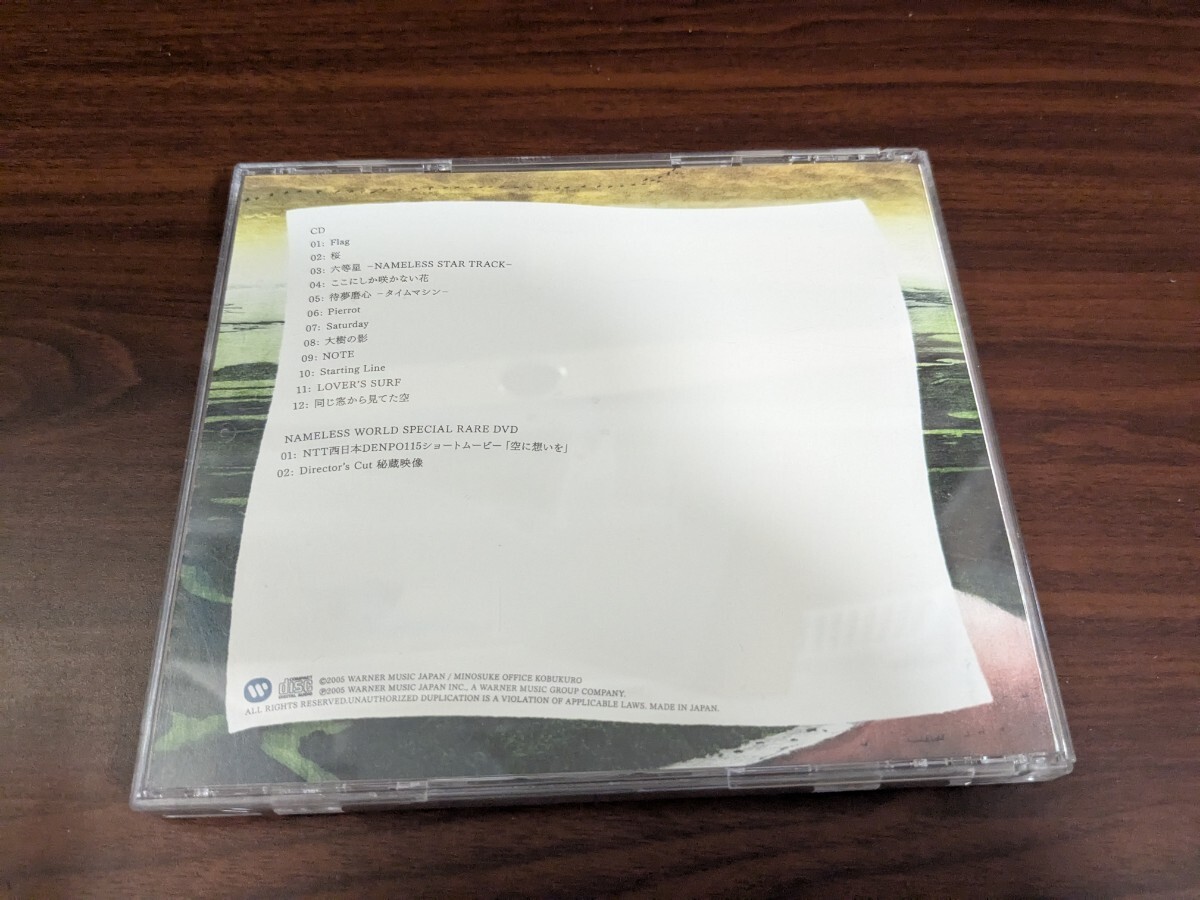 CD
01: Flag
02: 桜
03: 六等星 −NAMELESS STAR TRACK−
04: ここにしか咲かない花
05: 待夢磨心 −タイムマシン−
06: Pierrot
07: Saturday
08: 大樹の影
09: NOTE
10: Starting Line
11: LOVER'S SURF
12: 同じ窓から見てた空
NAMELESS WORLD SPECIAL RARE DVD
01: NTT西日本DENPO115ショートムービー「空に想いを」
02: Director's Cut 秘蔵映像
disc
DIGITAL AUDIO
©2005 WARNER MUSIC JAPAN / MINOSUKE OFFICE KOBUKURO
℗2005 WARNER MUSIC JAPAN INC., A WARNER MUSIC GROUP COMPANY.
ALL RIGHTS RESERVED.UNAUTHORIZED DUPLICATION IS A VIOLATION OF APPLICABLE LAWS. MADE IN JAPAN.